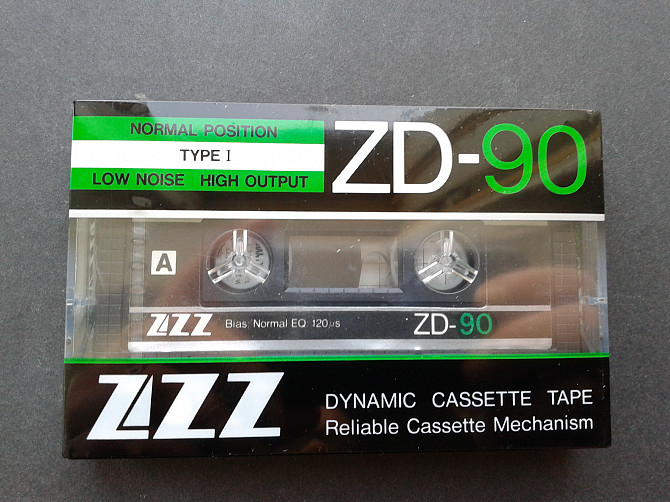 NORMAL POSITION
TYPE I
LOW NOISE HIGH OUTPUT
ZD-90
A
ZZZ Bias: Normal EQ 120μs ZD-90
ZZZ
DYNAMIC CASSETTE TAPE
Reliable Cassette Mechanism